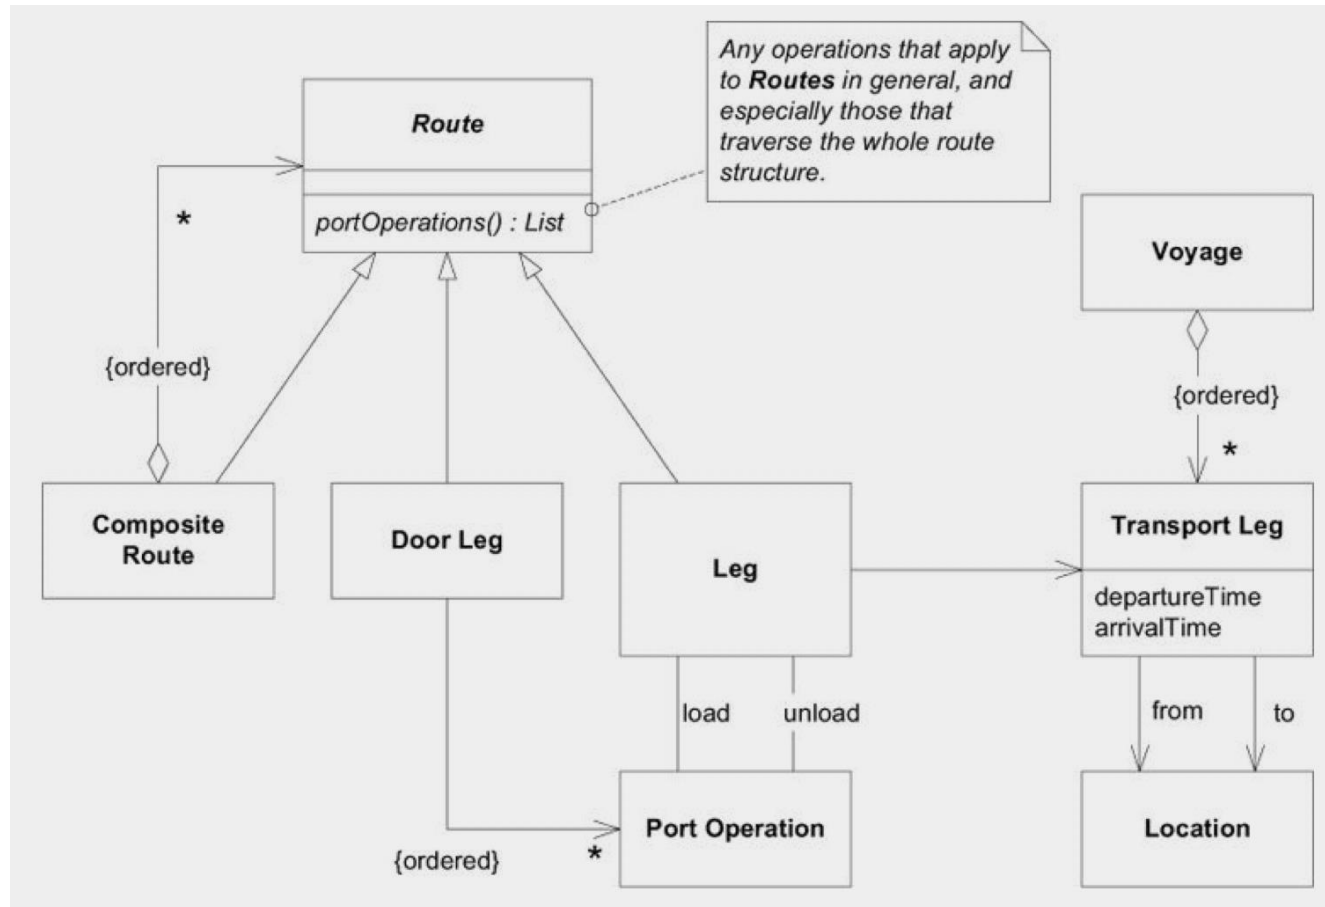 Any operations that apply
to Routes in general, and
especially those that
traverse the whole route
structure.
Route
portOperations() : List
*
{ordered}
Voyage
{ordered}
*
Composite
Route
Door Leg
Leg
Transport Leg
departureTime
arrivalTime
load
unload
from
to
Port Operation
Location
{ordered}
*